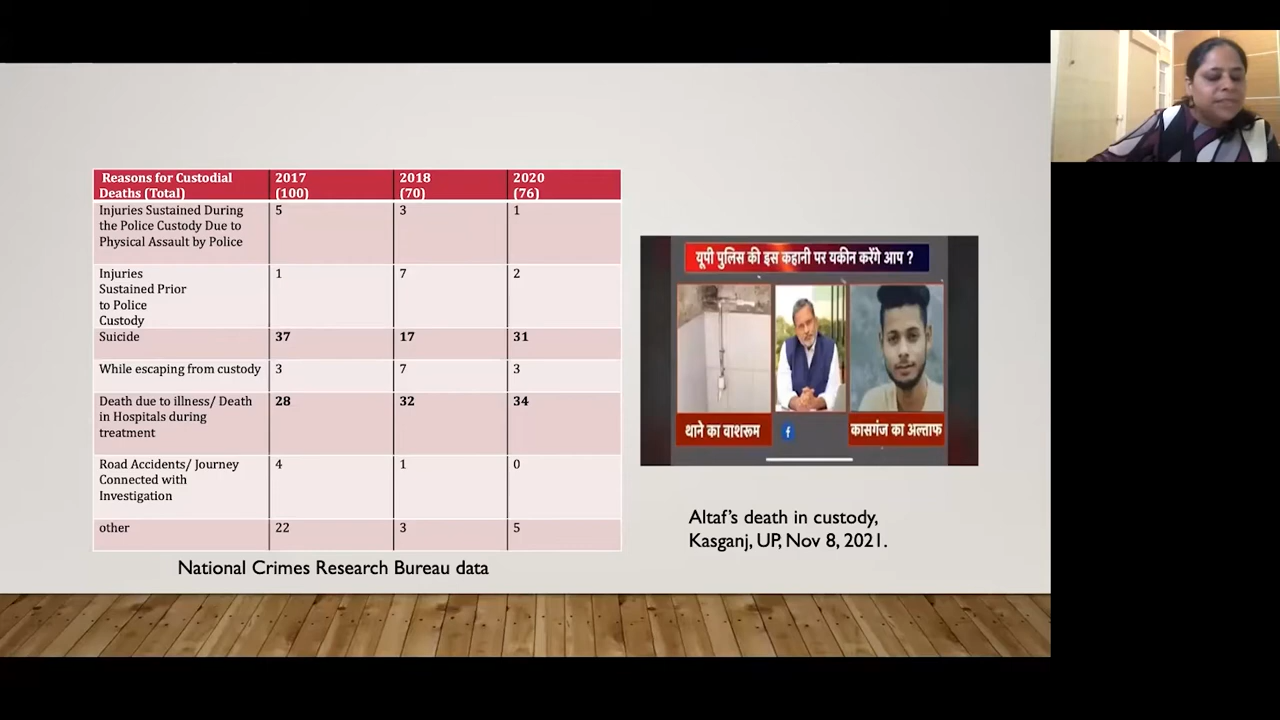 Reasons for Custodial
Deaths (Total)
2017
(100)
2018
(70)
2020
(76)
Injuries Sustained During
the Police Custody Due to
Physical Assault by Police
5
3
1
Injuries
Sustained Prior
to Police
Custody
1
7
2
Suicide
37
17
31
While escaping from custody
3
7
3
Death due to illness/ Death
in Hospitals during
treatment
28
32
34
Road Accidents/ Journey
Connected with
Investigation
4
1
0
other
22
3
5
National Crimes Research Bureau data
यूपी पुलिस की इस कहानी पर यकीन करेंगे आप ?
थाने का वाशरूम
f
कासगंज का अल्ताफ
Altaf's death in custody,
Kasganj, UP, Nov 8, 2021.